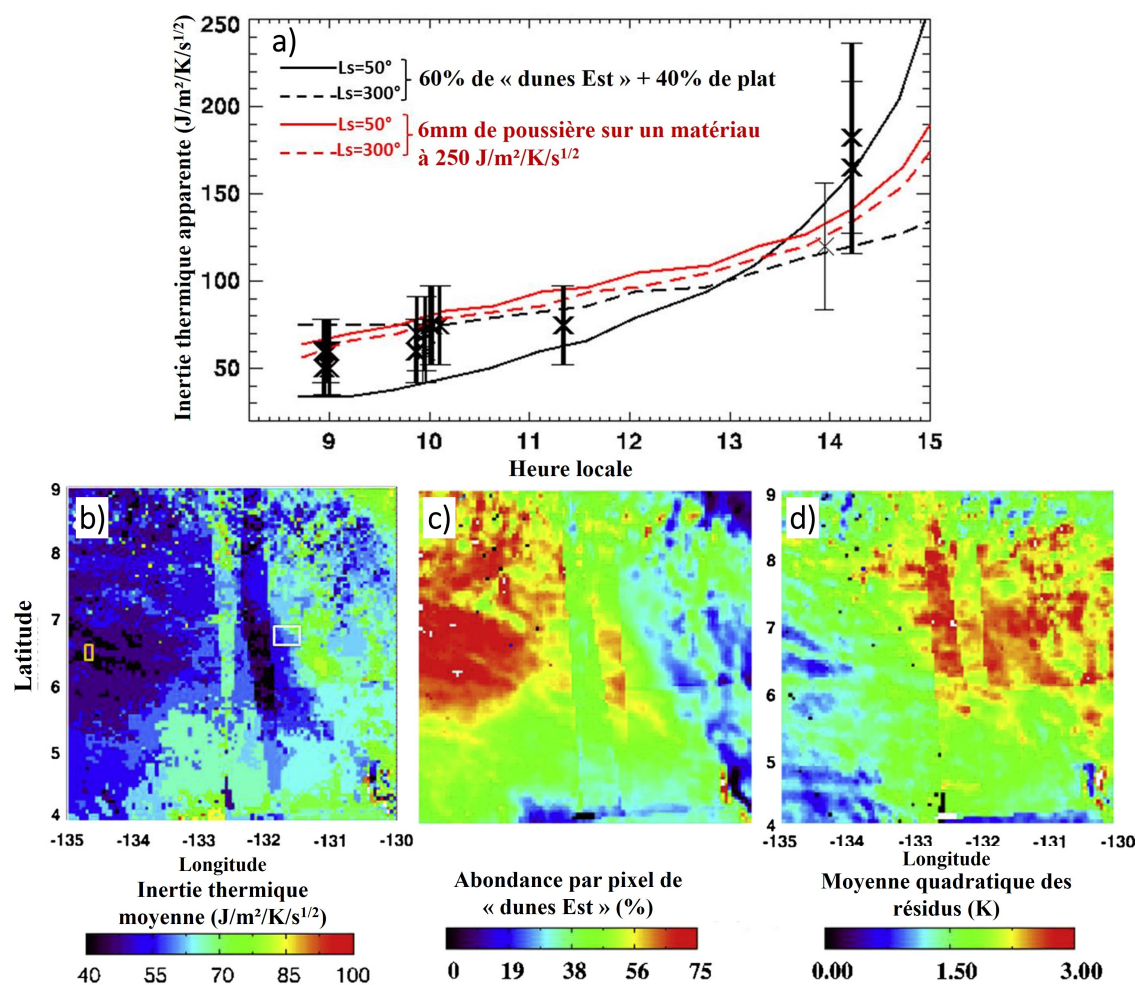 a)
Ls=50°
Ls=300°
60% de « dunes Est » + 40% de plat
Ls=50°
Ls=300°
6mm de poussière sur un matériau
à 250 J/m²/K/s1/2
Inertie thermique apparente (J/m²/K/s1/2)
250
200
150
100
50
9 10 11 12 13 14 15
Heure locale
b)
c)
d)
Latitude
9
8
7
6
5
4
-135 -134 -133 -132 -131 -130
Longitude
9
8
7
6
5
4
-135 -134 -133 -132 -131 -130
Longitude
Inertie thermique
moyenne (J/m²/K/s1/2)
40 55 70 85 100
Abondance par pixel de
« dunes Est » (%)
0 19 38 56 75
Moyenne quadratique des
résidus (K)
0.00 1.50 3.00